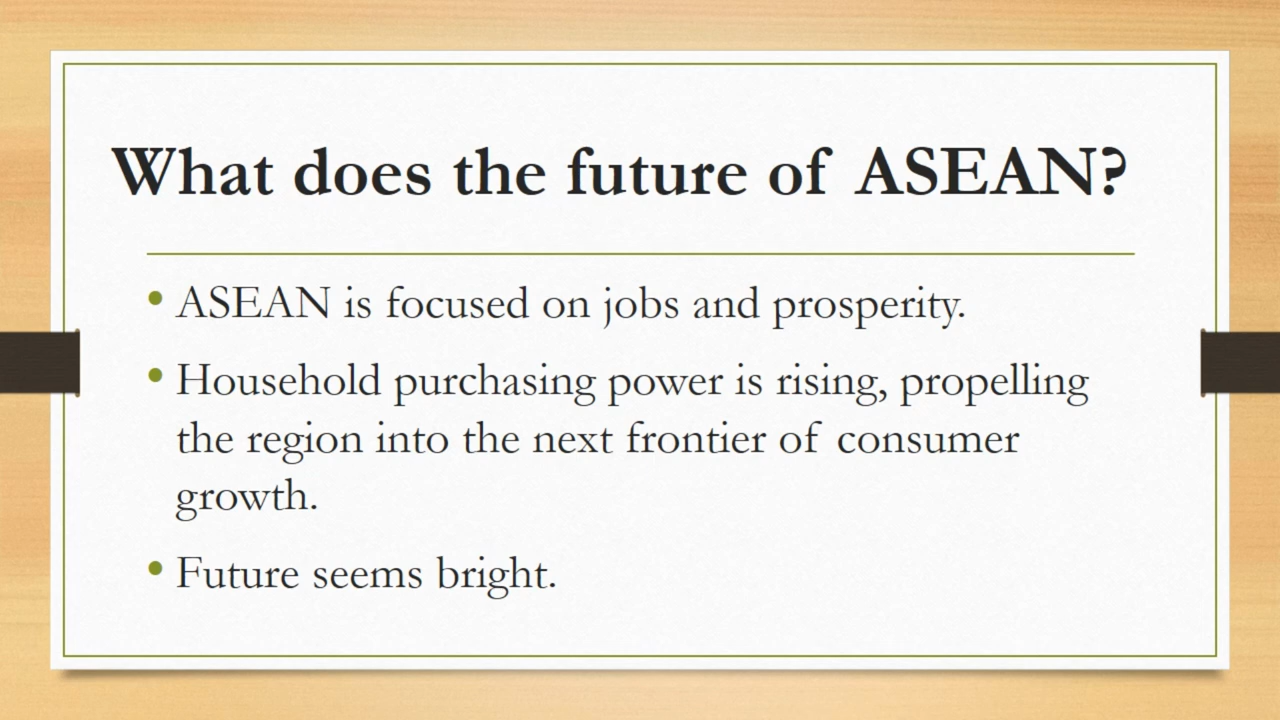 What does the future of ASEAN?
• ASEAN is focused on jobs and prosperity.
• Household purchasing power is rising, propelling
the region into the next frontier of consumer
growth.
• Future seems bright.